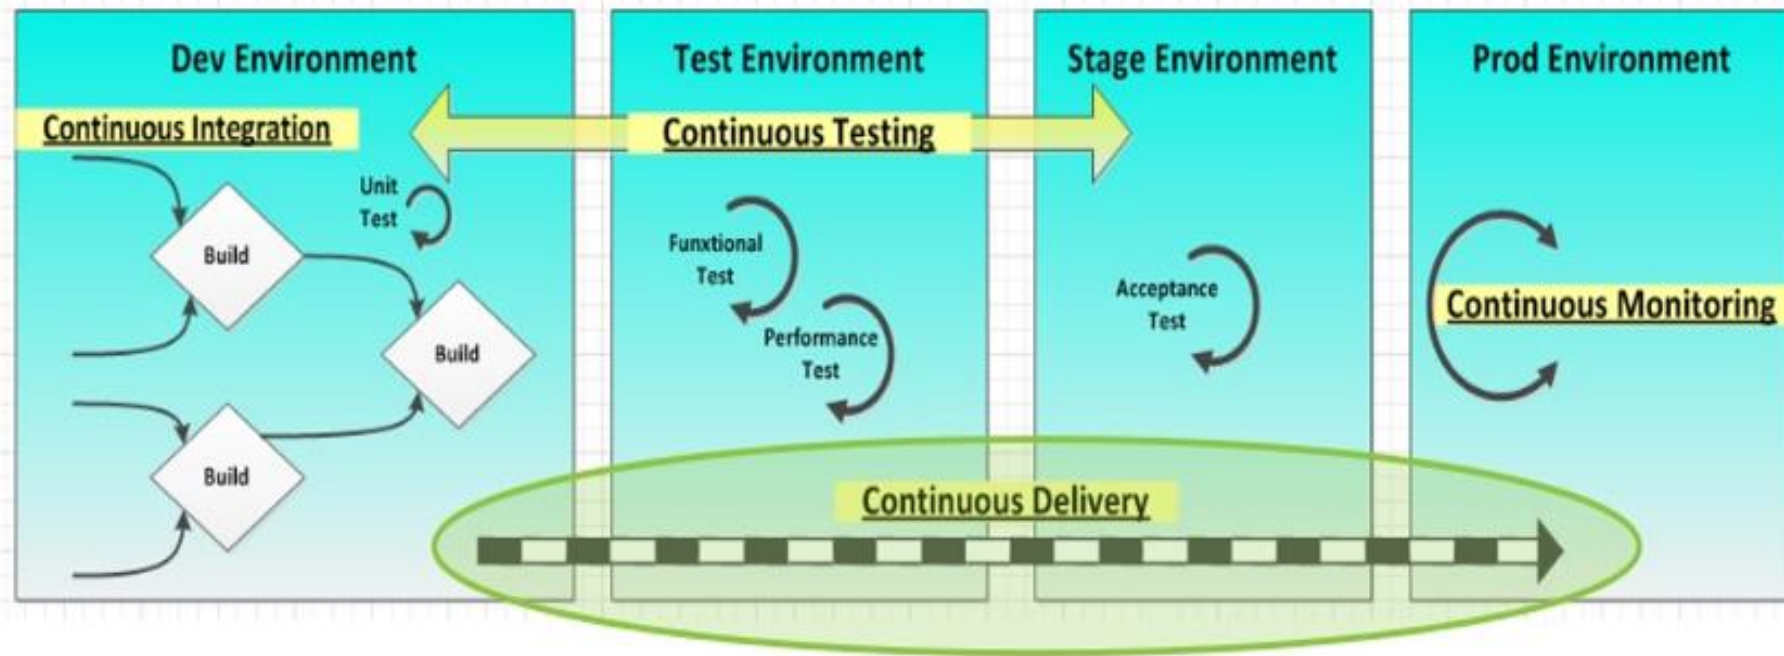 Dev Environment
Test Environment
Stage Environment
Prod Environment
Continuous Integration
Continuous Testing
Unit
Test
Build
Build
Build
Funxtional
Test
Performance
Test
Acceptance
Test
Continuous Monitoring
Continuous Delivery